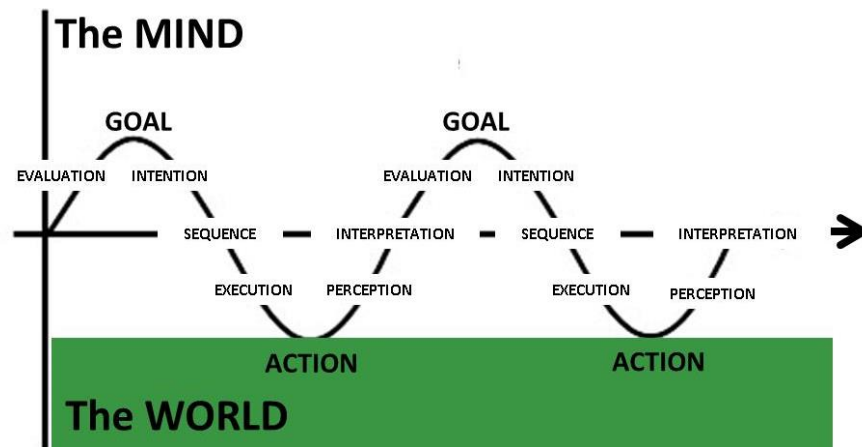 The MIND
GOAL GOAL
EVALUATION INTENTION EVALUATION INTENTION
SEQUENCE INTERPRETATION SEQUENCE INTERPRETATION
EXECUTION PERCEPTION EXECUTION PERCEPTION
ACTION ACTION
The WORLD